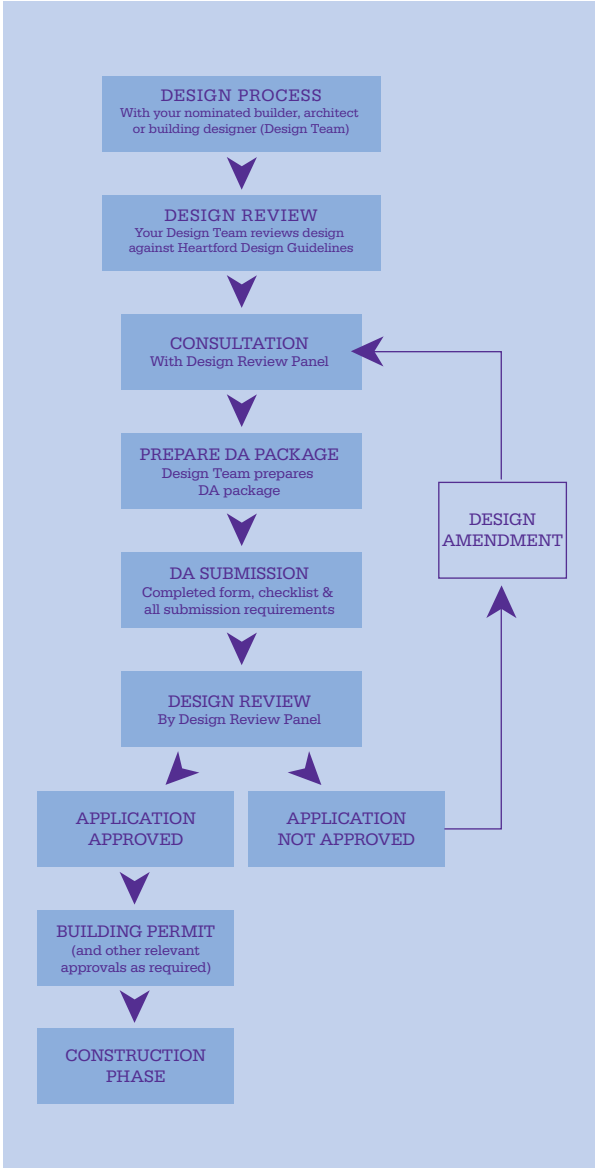 DESIGN PROCESS
With your nominated builder, architect
or building designer (Design Team)
DESIGN REVIEW
Your Design Team reviews design
against Heartford Design Guidelines
CONSULTATION
With Design Review Panel
PREPARE DA PACKAGE
Design Team prepares
DA package
DESIGN
AMENDMENT
DA SUBMISSION
Completed form, checklist &
all submission requirements
DESIGN REVIEW
By Design Review Panel
APPLICATION
APPROVED
APPLICATION
NOT APPROVED
BUILDING PERMIT
(and other relevant
approvals as required)
CONSTRUCTION
PHASE